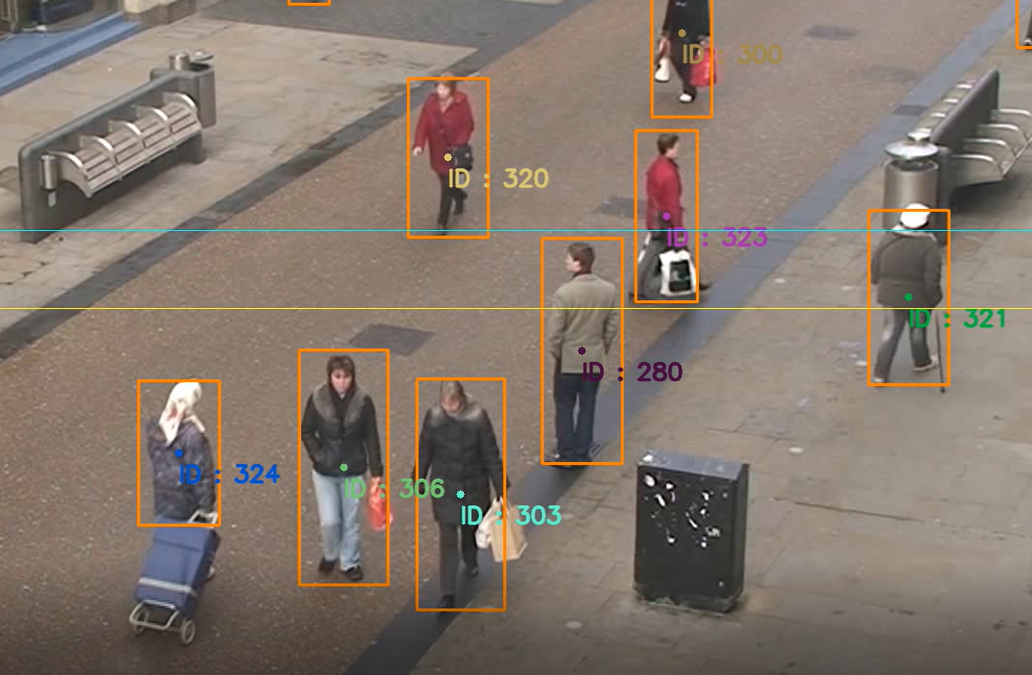 ID : 300
ID : 320
ID : 323
ID : 321
ID : 280
ID : 324
ID : 306
ID : 303